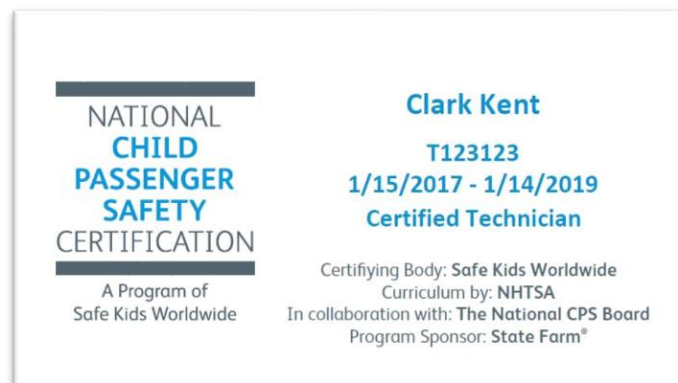 NATIONAL
CHILD
PASSENGER
SAFETY
CERTIFICATION
A Program of
Safe Kids Worldwide
Clark Kent
T123123
1/15/2017 - 1/14/2019
Certified Technician
Certifiying Body: Safe Kids Worldwide
Curriculum by: NHTSA
In collaboration with: The National CPS Board
Program Sponsor: State Farm®